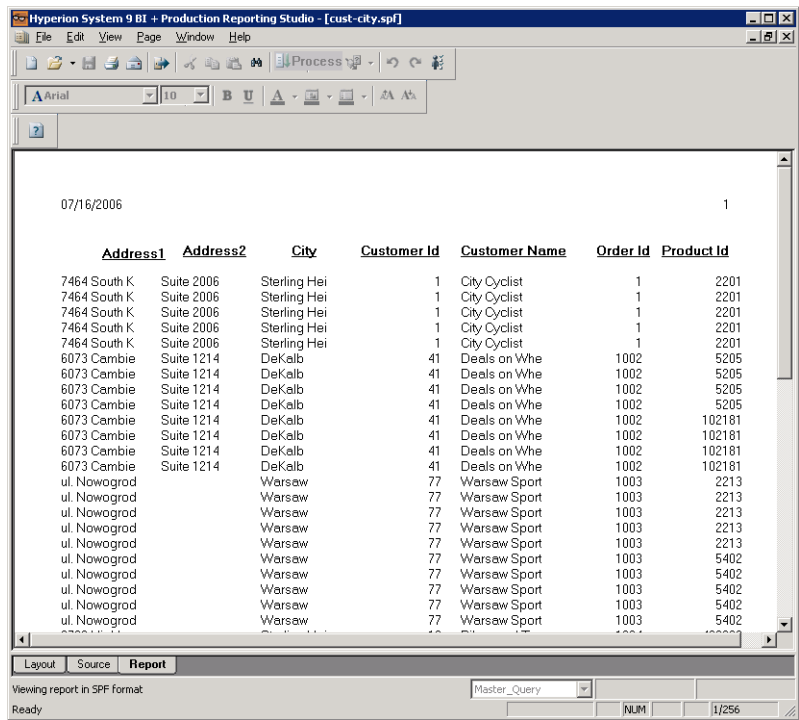 Hyperion System 9 BI + Production Reporting Studio - [cust-city.spf]
File Edit View Page Window Help
Process
Arial 10 B U A
07/16/2006 1
Address1 Address2 City Customer Id Customer Name Order Id Product Id
7464 South K Suite 2006 Sterling Hei 1 City Cyclist 1 2201
7464 South K Suite 2006 Sterling Hei 1 City Cyclist 1 2201
7464 South K Suite 2006 Sterling Hei 1 City Cyclist 1 2201
7464 South K Suite 2006 Sterling Hei 1 City Cyclist 1 2201
7464 South K Suite 2006 Sterling Hei 1 City Cyclist 1 2201
6073 Cambie Suite 1214 DeKalb 41 Deals on Whe 1002 5205
6073 Cambie Suite 1214 DeKalb 41 Deals on Whe 1002 5205
6073 Cambie Suite 1214 DeKalb 41 Deals on Whe 1002 5205
6073 Cambie Suite 1214 DeKalb 41 Deals on Whe 1002 5205
6073 Cambie Suite 1214 DeKalb 41 Deals on Whe 1002 102181
6073 Cambie Suite 1214 DeKalb 41 Deals on Whe 1002 102181
6073 Cambie Suite 1214 DeKalb 41 Deals on Whe 1002 102181
6073 Cambie Suite 1214 DeKalb 41 Deals on Whe 1002 102181
ul. Nowogrod Warsaw 77 Warsaw Sport 1003 2213
ul. Nowogrod Warsaw 77 Warsaw Sport 1003 2213
ul. Nowogrod Warsaw 77 Warsaw Sport 1003 2213
ul. Nowogrod Warsaw 77 Warsaw Sport 1003 2213
ul. Nowogrod Warsaw 77 Warsaw Sport 1003 2213
ul. Nowogrod Warsaw 77 Warsaw Sport 1003 5402
ul. Nowogrod Warsaw 77 Warsaw Sport 1003 5402
ul. Nowogrod Warsaw 77 Warsaw Sport 1003 5402
ul. Nowogrod Warsaw 77 Warsaw Sport 1003 5402
ul. Nowogrod Warsaw 77 Warsaw Sport 1003 5402
Layout Source Report
Viewing report in SPF format Master_Query
Ready NUM 1/256